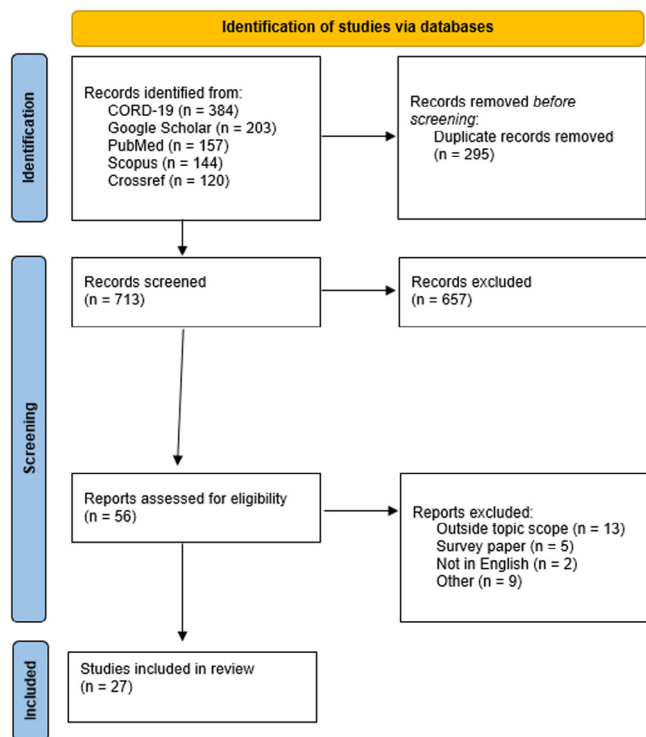 Identification of studies via databases
Identification
Records identified from:
CORD-19 (n = 384)
Google Scholar (n = 203)
PubMed (n = 157)
Scopus (n = 144)
Crossref (n = 120)
Records removed before
screening:
Duplicate records removed
(n = 295)
Screening
Records screened
(n = 713)
Records excluded
(n = 657)
Reports assessed for eligibility
(n = 56)
Reports excluded:
Outside topic scope (n = 13)
Survey paper (n = 5)
Not in English (n = 2)
Other (n = 9)
Included
Studies included in review
(n = 27)